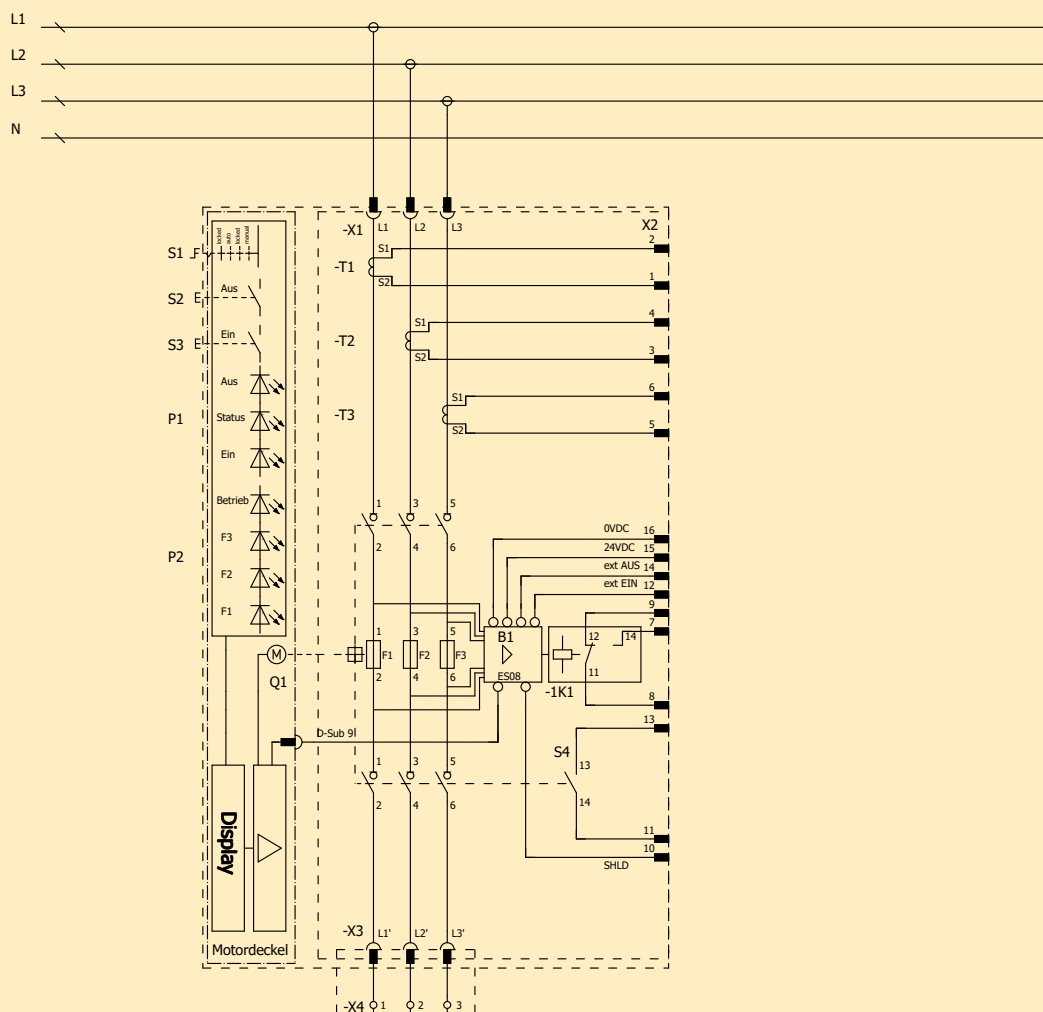 L1
L2
L3
N
-X1 L1 L2 L3 X2
locked
auto
locked
manual
S1
S2 E Aus
S3 E Ein
Aus
P1 Status
Ein
Betrieb
P2 F3
F2
F1
-T1 S1 2
S2 1
-T2 S1 4
S2 3
-T3 S1 6
S2 5
1 3 5
2 4 6
0VDC 16
24VDC 15
ext AUS 14
ext EIN 12
9
7
1 3 5
F1 F2 F3
2 4 6
B1
ES08
12 14
11
-1K1
8
M
Q1
D-Sub 9
13
S4
13
14
11
10
SHLD
1 3 5
2 4 6
Display
Motordeckel
-X3 L1' L2' L3'
-X4 1 2 3